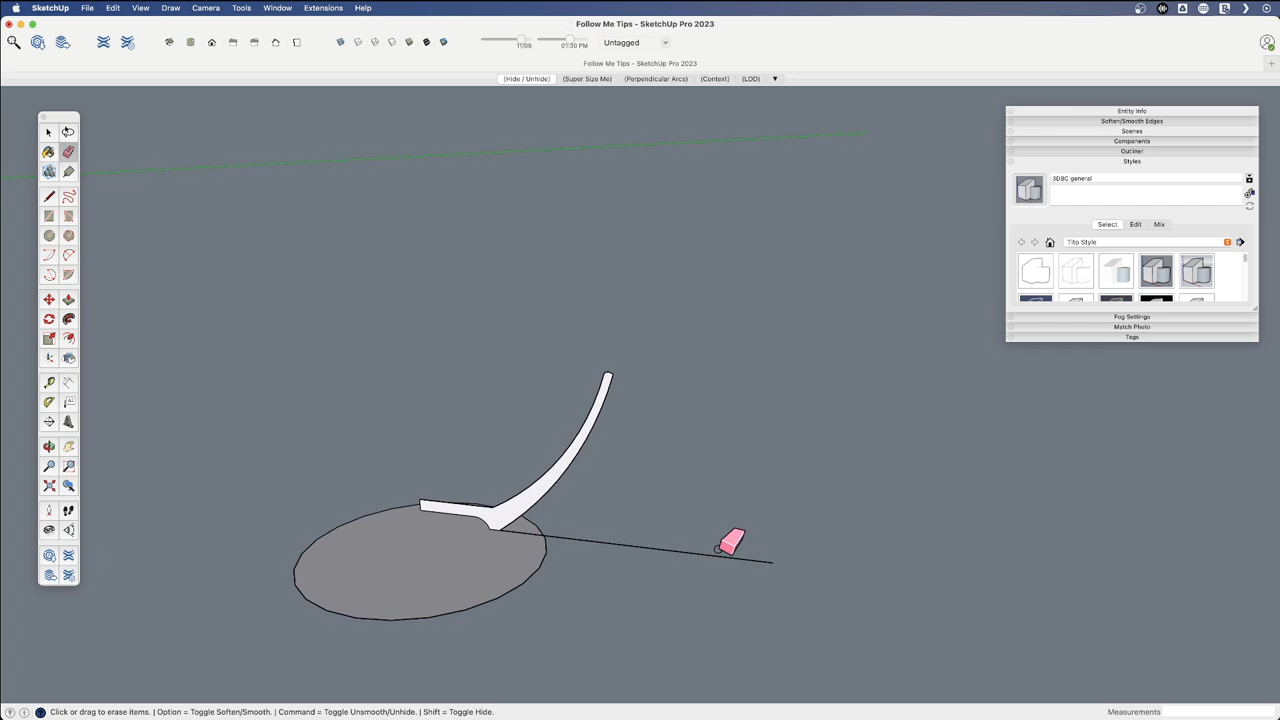 SketchUp File Edit View Draw Camera Tools Window Extensions Help
Follow Me Tips - SketchUp Pro 2023
11/08 01:30 PM Untagged
Follow Me Tips - SketchUp Pro 2023
(Hide / Unhide) (Super Size Me) (Perpendicular Arcs) (Context) (LOD)
Entity Info
Soften/Smooth Edges
Scenes
Components
Outliner
Styles
3DBC general
Select Edit Mix
Tito Style
Fog Settings
Match Photo
Tags
Click or drag to erase items. | Option = Toggle Soften/Smooth. | Command = Toggle Unsmooth/Unhide. | Shift = Toggle Hide. Measurements